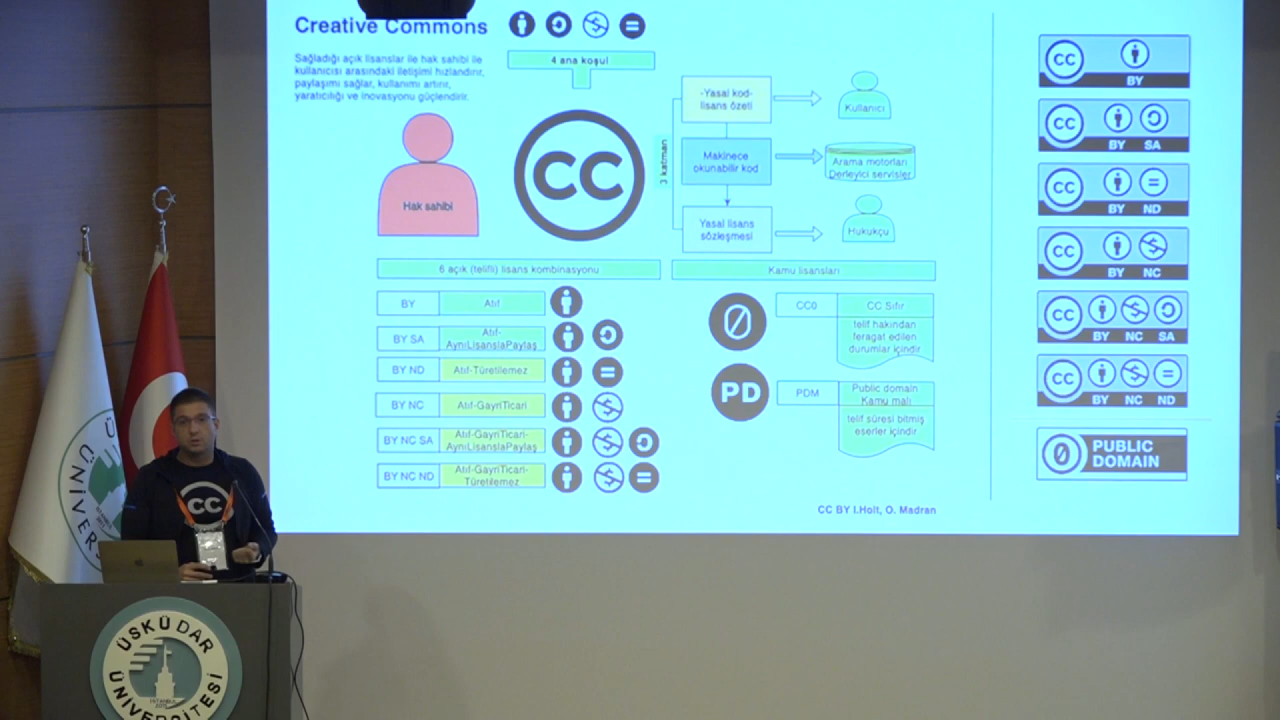 Creative Commons
Sağladığı açık lisanslar ile hak sahibi ile
kullanıcısı arasındaki iletişimi hızlandırır,
paylaşımı sağlar, kullanımı artırır,
yaratıcılığı ve inovasyonu güçlendirir.
4 ana koşul
Hak sahibi
CC
3 katman
-Yasal kod-
lisans özeti
Kullanıcı
Makinece
okunabilir kod
Arama motorları
Derleyici servisler
Yasal lisans
sözleşmesi
Hukukçu
6 açık (telifli) lisans kombinasyonu
BY
Atıf
BY SA
Atıf-
AynıLisanslaPaylaş
BY ND
Atıf-Türetilemez
BY NC
Atıf-GayriTicari
BY NC SA
Atıf-GayriTicari-
AynıLisanslaPaylaş
BY NC ND
Atıf-GayriTicari-
Türetilemez
Kamu lisansları
0
CC0
CC Sıfır
telif hakından
feragat edilen
durumlar içindir
PD
PDM
Public domain
Kamu malı
telif süresi bitmiş
eserler içindir
CC BY I.Holt, O. Madran
CC
BY
CC
BY SA
CC
BY ND
CC
BY NC
CC
BY NC SA
CC
BY NC ND
0 PUBLIC
DOMAIN
CC
ÜSKÜDAR
ÜNİVERSİTESİ